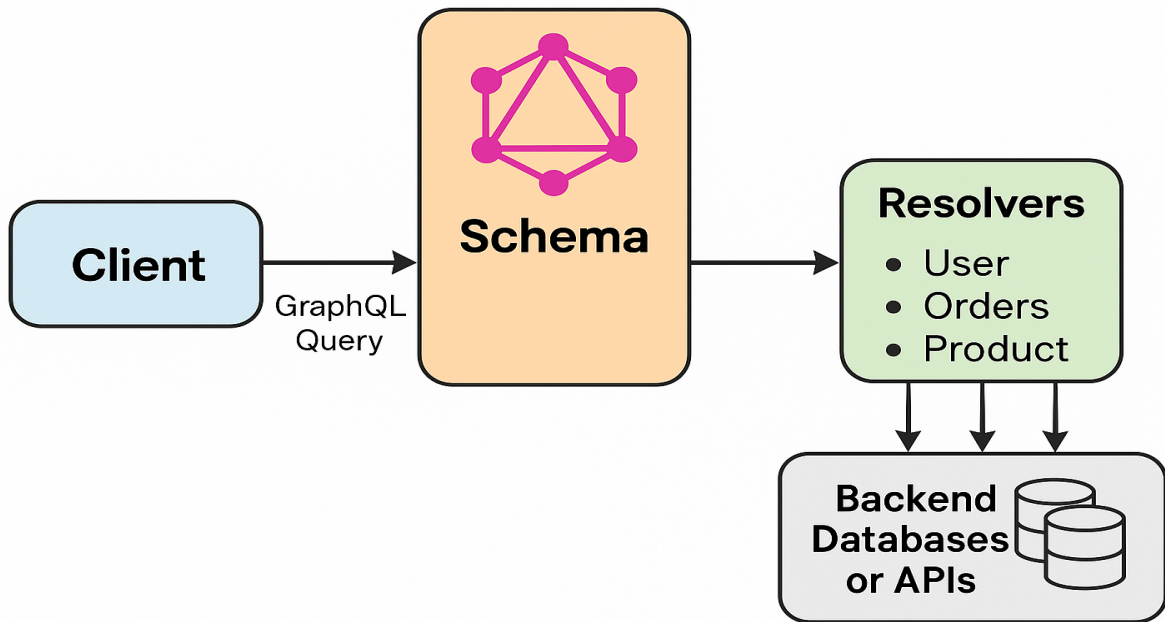 Client
GraphQL
Query
Schema
Resolvers
• User
• Orders
• Product
Backend
Databases
or APIs